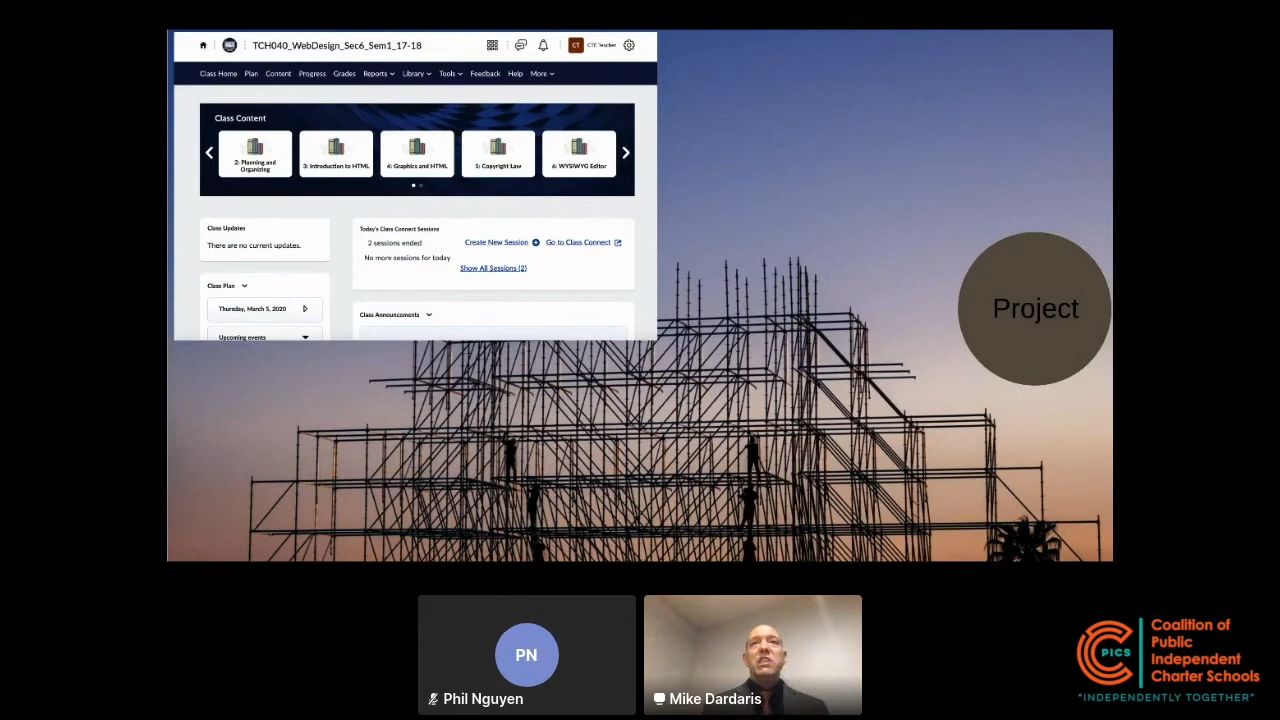 TCH040_WebDesign_Sec6_Sem1_17-18
CT
CTE Teacher
Class Home Plan Content Progress Grades Reports Library Tools Feedback Help More
Class Content
2: Planning and
Organizing
3: Introduction to HTML
4: Graphics and HTML
5: Copyright Law
6: WYSIWYG Editor
Class Updates
There are no current updates.
Today's Class Connect Sessions
2 sessions ended
Create New Session
Go to Class Connect
No more sessions for today
Show All Sessions (2)
Class Plan
Thursday, March 5, 2020
Upcoming events
Class Announcements
Project
PN
Phil Nguyen
Mike Dardaris
PICS
Coalition of
Public
Independent
Charter Schools
"INDEPENDENTLY TOGETHER"